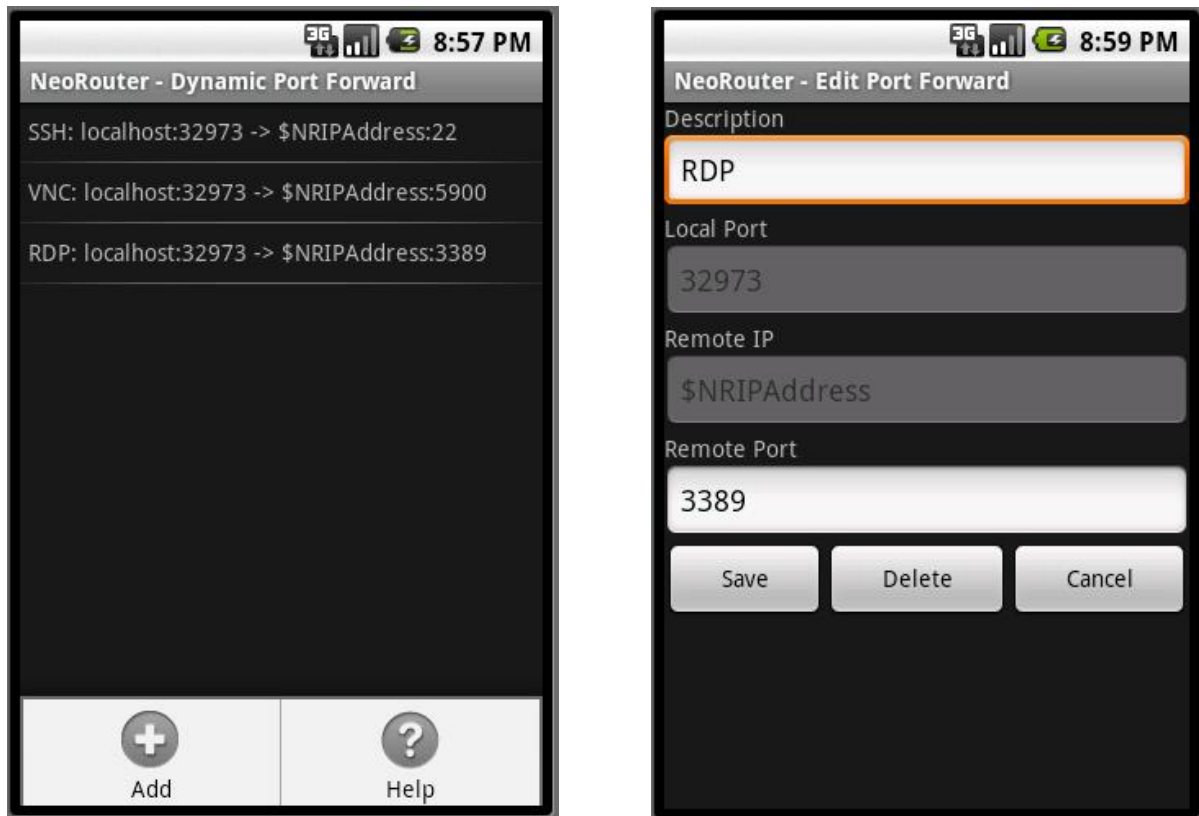 3G 8:57 PM
NeoRouter - Dynamic Port Forward
SSH: localhost:32973 -> $NRIPAddress:22
VNC: localhost:32973 -> $NRIPAddress:5900
RDP: localhost:32973 -> $NRIPAddress:3389
Add
Help
3G 8:59 PM
NeoRouter - Edit Port Forward
Description
RDP
Local Port
32973
Remote IP
$NRIPAddress
Remote Port
3389
Save
Delete
Cancel